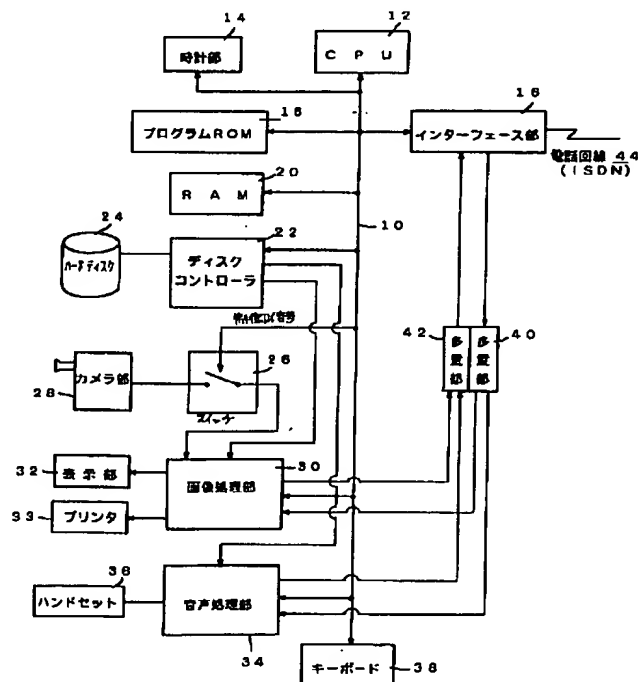 14
時計部
12
CPU
16
プログラムROM
18
インターフェース部
電話回線 44
(ISDN)
20
RAM
10
24
ハードディスク
22
ディスク
コントローラ
26
スイッチ
カメラ部
28
42
多重部
多重部
40
32
表示部
30
画像処理部
33
プリンタ
36
ハンドセット
音声処理部
34
キーボード
38